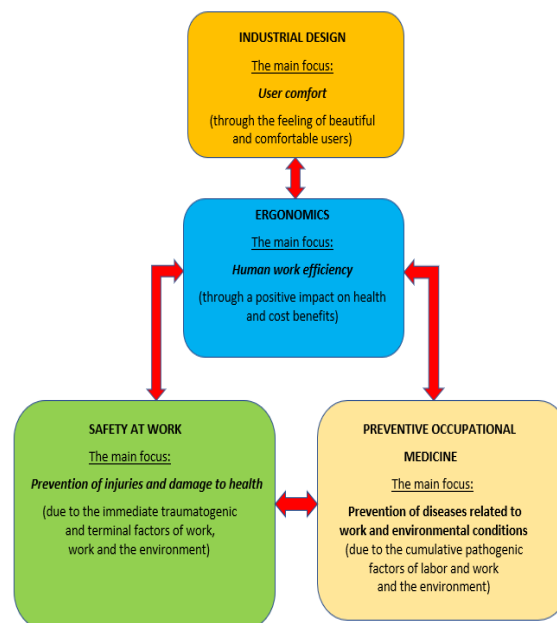 INDUSTRIAL DESIGN
The main focus:
User comfort
(through the feeling of beautiful
and comfortable users)
ERGONOMICS
The main focus:
Human work efficiency
(through a positive impact on health
and cost benefits)
SAFETY AT WORK
The main focus:
Prevention of injuries and damage to health
(due to the immediate traumatogenic
and terminal factors of work,
work and the environment)
PREVENTIVE OCCUPATIONAL
MEDICINE
The main focus:
Prevention of diseases related to
work and environmental conditions
(due to the cumulative pathogenic
factors of labor and work
and the environment)